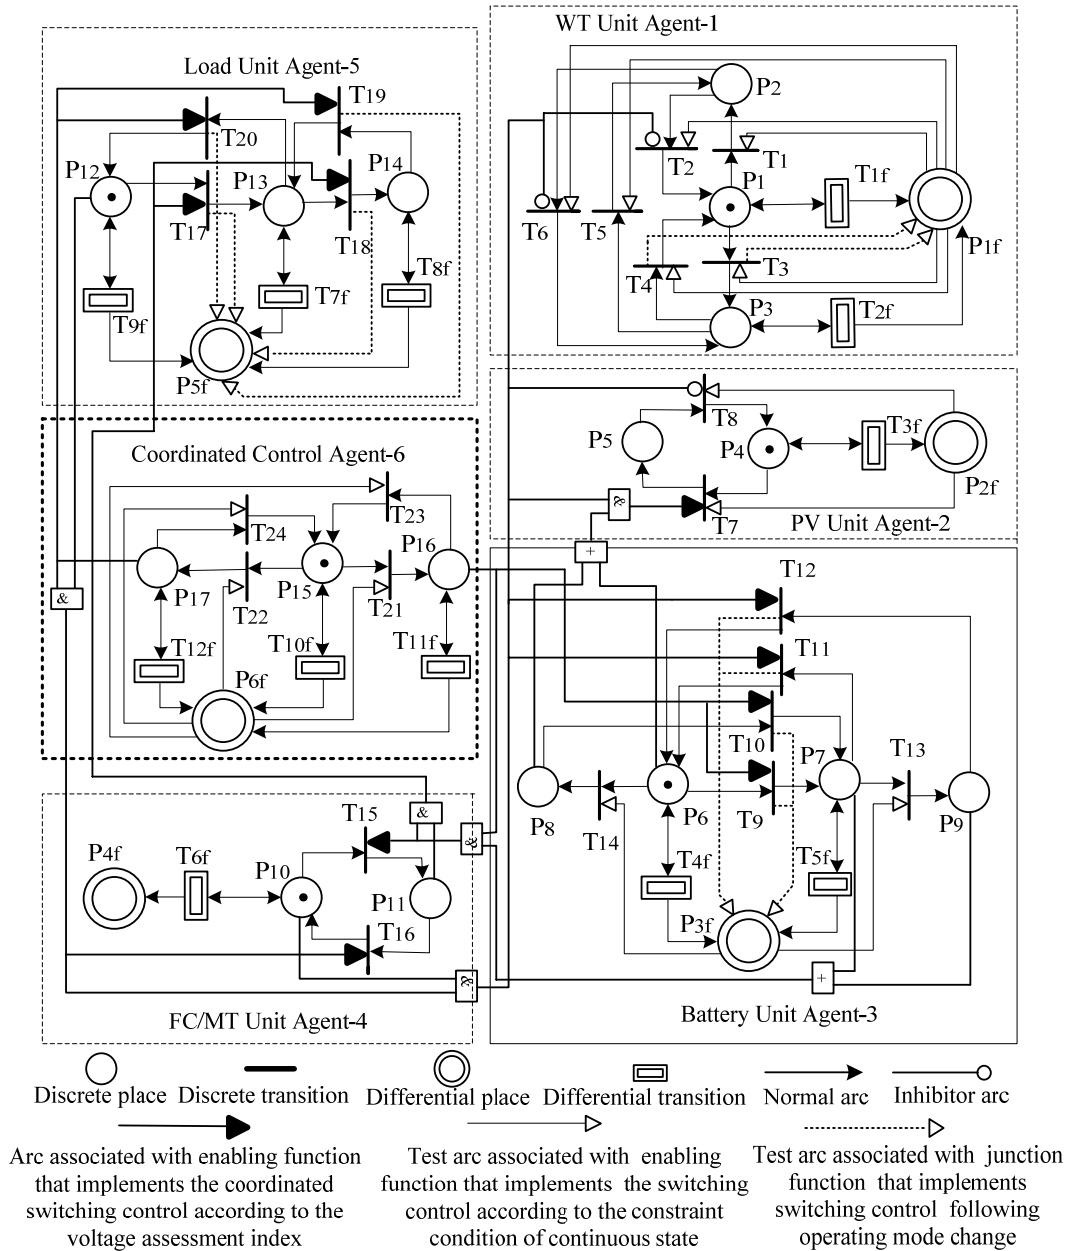 Load Unit Agent-5
T19
T20
P12
P13
P14
T17
T18
T9f
T7f
T8f
P5f
WT Unit Agent-1
P2
T2
T1
P1
T1f
T6
T5
P1f
T4
T3
P3
T2f
T8
P5
P4
T3f
P2f
&
T7
PV Unit Agent-2
+
Coordinated Control Agent-6
T23
T24
P16
P17
P15
T22
T21
&
T12f
T10f
T11f
P6f
T12
T11
T10
P7
T13
P8
P6
T9
P9
T14
T4f
T5f
P3f
+
Battery Unit Agent-3
&
T15
&
P4f
T6f
P10
P11
T16
&
FC/MT Unit Agent-4
Discrete place
Discrete transition
Differential place
Differential transition
Normal arc
Inhibitor arc
Arc associated with enabling function
that implements the coordinated
switching control according to the
voltage assessment index
Test arc associated with enabling
function that implements the switching
control according to the constraint
condition of continuous state
Test arc associated with junction
function that implements
switching control following
operating mode change